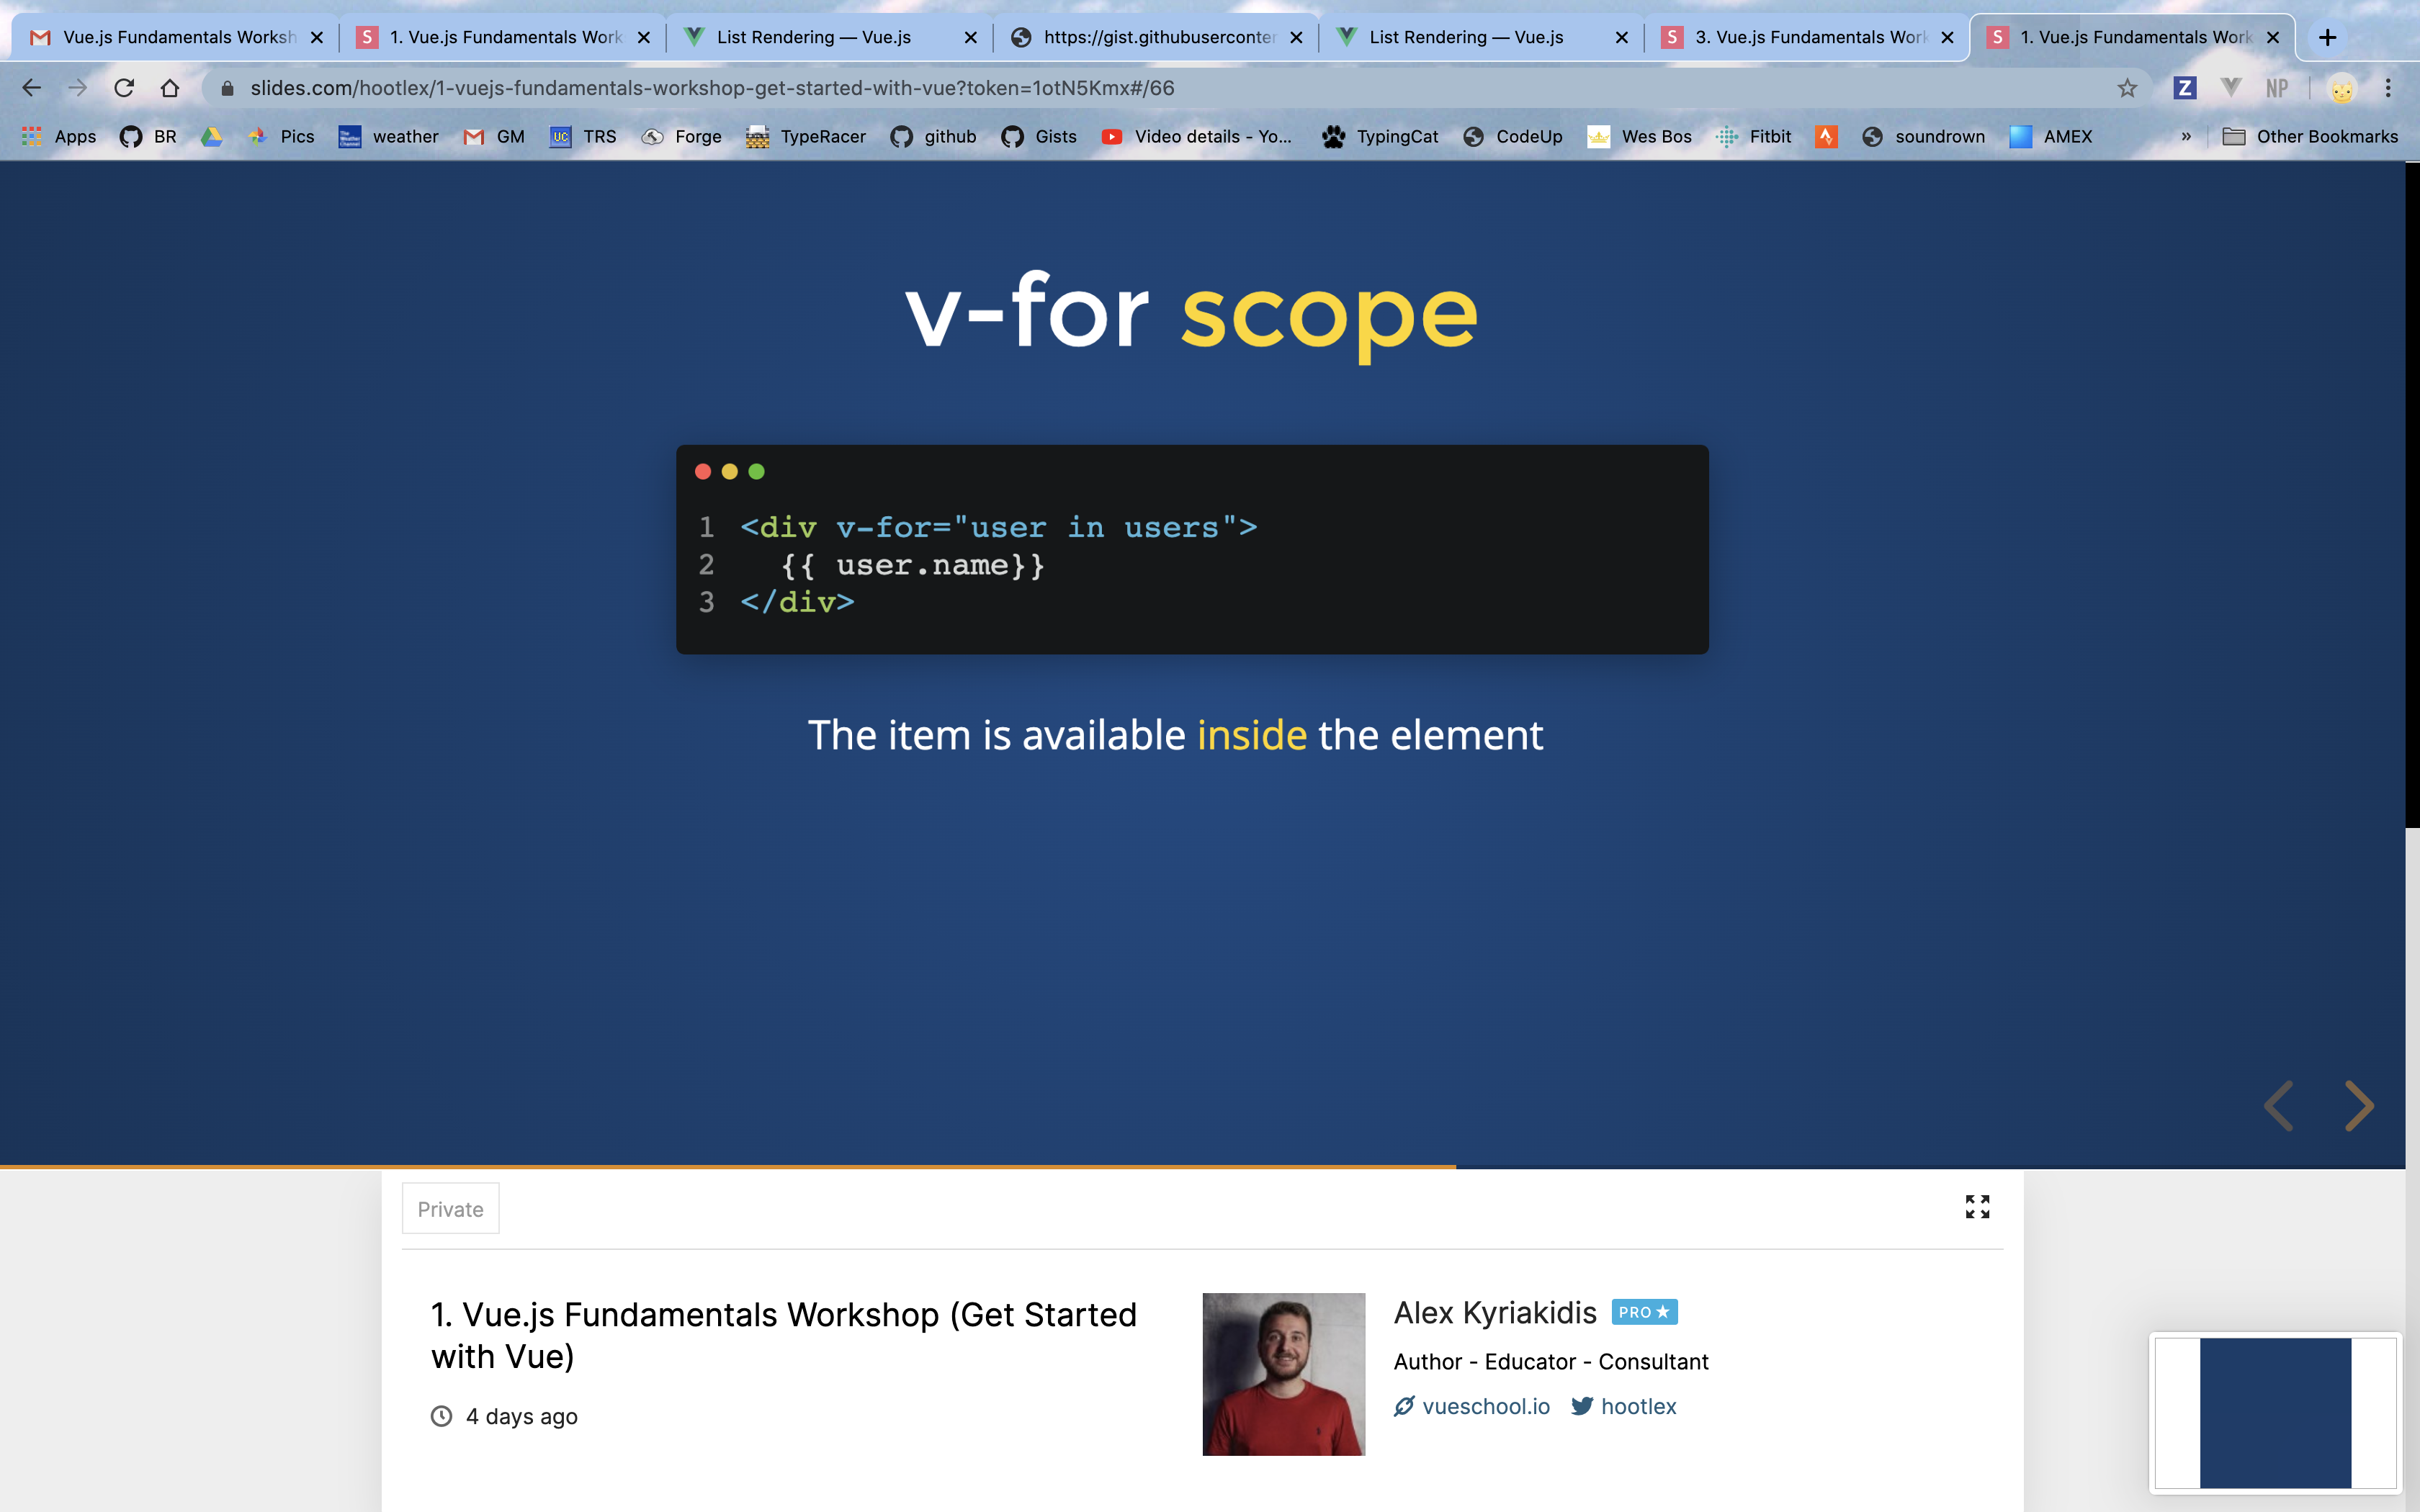 Vue.js Fundamentals Worksh
1. Vue.js Fundamentals Work
List Rendering — Vue.js
https://gist.githubuserconter
List Rendering — Vue.js
3. Vue.js Fundamentals Work
1. Vue.js Fundamentals Work
slides.com/hootlex/1-vuejs-fundamentals-workshop-get-started-with-vue?token=1otN5Kmx#/66
Z
NP
Apps
BR
Pics
weather
GM
UC
TRS
Forge
TypeRacer
github
Gists
Video details - Yo...
TypingCat
CodeUp
Wes Bos
Fitbit
soundrown
AMEX
»
Other Bookmarks
v-for scope
1 <div v-for="user in users">
2   {{ user.name}}
3 </div>
The item is available inside the element
Private
1. Vue.js Fundamentals Workshop (Get Started
with Vue)
4 days ago
Alex Kyriakidis PRO
Author - Educator - Consultant
vueschool.io hootlex